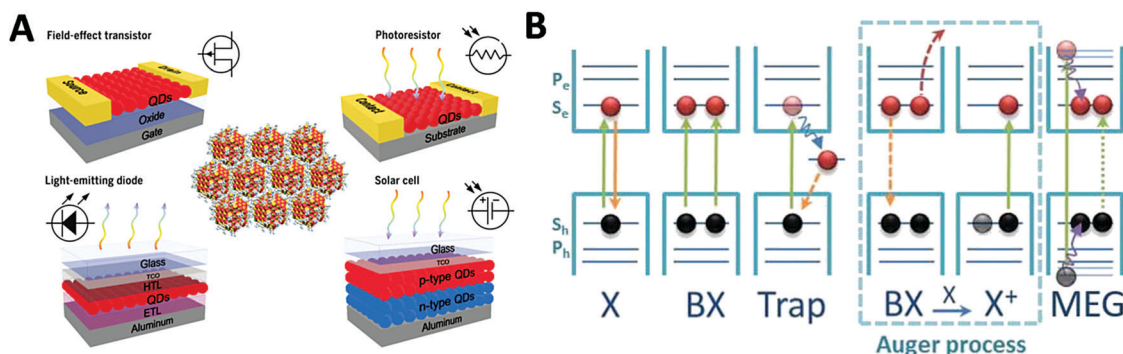 A
Field-effect transistor
Source
Drain
QDs
Oxide
Gate
Photoresistor
Contact
Contact
QDs
Substrate
Light-emitting diode
Glass
TCO
HTL
QDs
ETL
Aluminum
Solar cell
+ −
Glass
TCO
p-type QDs
n-type QDs
Aluminum
B
Pe
Se
Sh
Ph
X
BX
Trap
BX X→ X+
MEG
Auger process